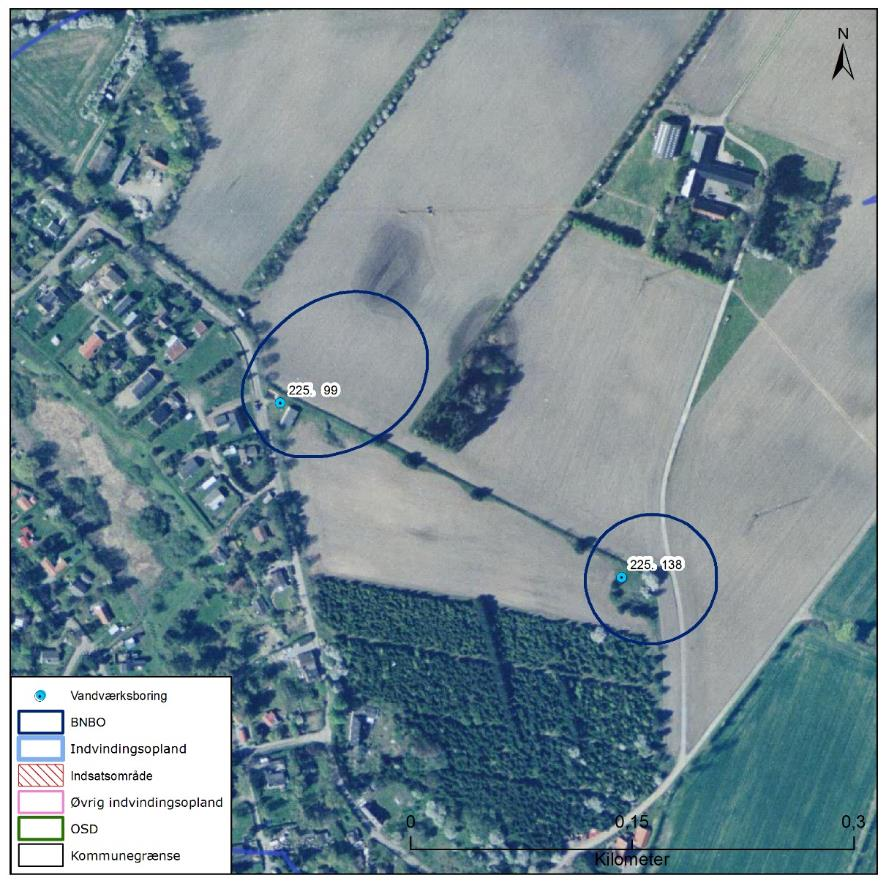 N
225. 99
225. 138
Vandværksboring
BNBO
Indvindingsopland
Indsatsområde
Øvrig indvindingsopland
OSD
Kommunegrænse
0 0,15 0,3
Kilometer